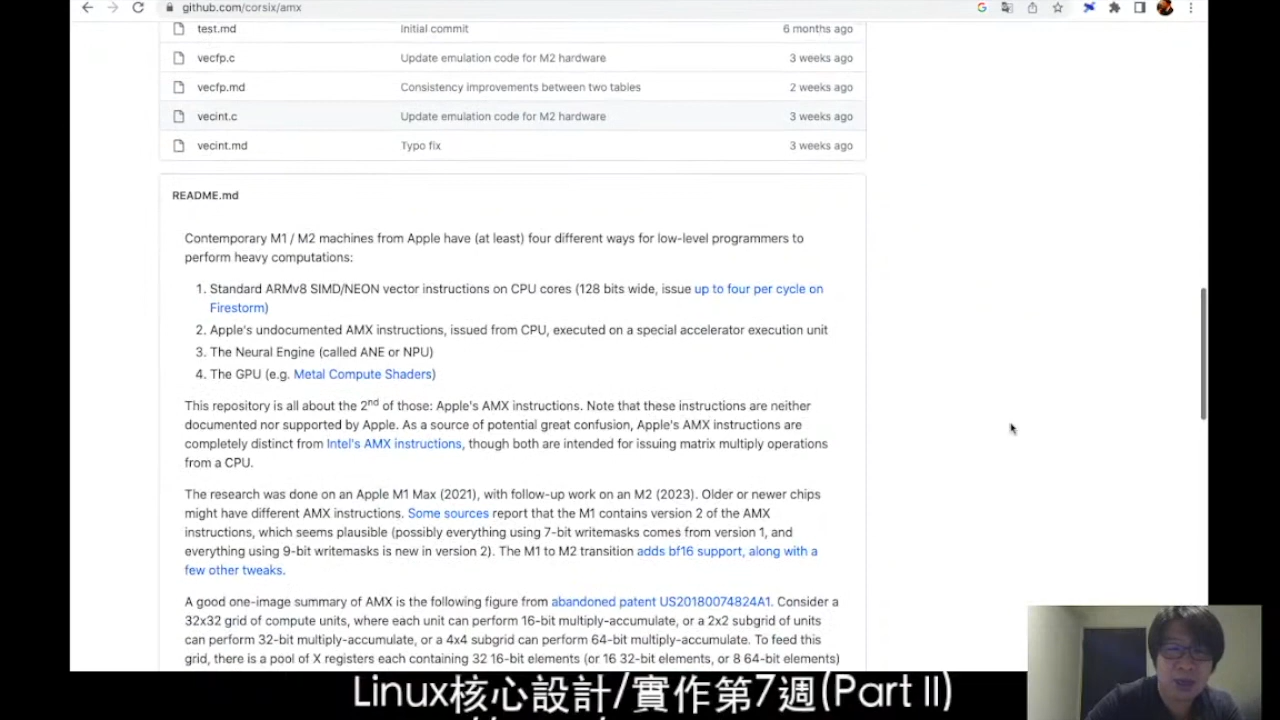 github.com/corsix/amx
test.md Initial commit 6 months ago
vecfp.c Update emulation code for M2 hardware 3 weeks ago
vecfp.md Consistency improvements between two tables 2 weeks ago
vecint.c Update emulation code for M2 hardware 3 weeks ago
vecint.md Typo fix 3 weeks ago
README.md
Contemporary M1 / M2 machines from Apple have (at least) four different ways for low-level programmers to
perform heavy computations:
1. Standard ARMv8 SIMD/NEON vector instructions on CPU cores (128 bits wide, issue up to four per cycle on
Firestorm)
2. Apple's undocumented AMX instructions, issued from CPU, executed on a special accelerator execution unit
3. The Neural Engine (called ANE or NPU)
4. The GPU (e.g. Metal Compute Shaders)
This repository is all about the 2nd of those: Apple's AMX instructions. Note that these instructions are neither
documented nor supported by Apple. As a source of potential great confusion, Apple's AMX instructions are
completely distinct from Intel's AMX instructions, though both are intended for issuing matrix multiply operations
from a CPU.
The research was done on an Apple M1 Max (2021), with follow-up work on an M2 (2023). Older or newer chips
might have different AMX instructions. Some sources report that the M1 contains version 2 of the AMX
instructions, which seems plausible (possibly everything using 7-bit writemasks comes from version 1, and
everything using 9-bit writemasks is new in version 2). The M1 to M2 transition adds bf16 support, along with a
few other tweaks.
A good one-image summary of AMX is the following figure from abandoned patent US20180074824A1. Consider a
32x32 grid of compute units, where each unit can perform 16-bit multiply-accumulate, or a 2x2 subgrid of units
can perform 32-bit multiply-accumulate, or a 4x4 subgrid can perform 64-bit multiply-accumulate. To feed this
grid, there is a pool of X registers each containing 32 16-bit elements (or 16 32-bit elements, or 8 64-bit elements)
Linux核心設計/實作第7週(Part II)